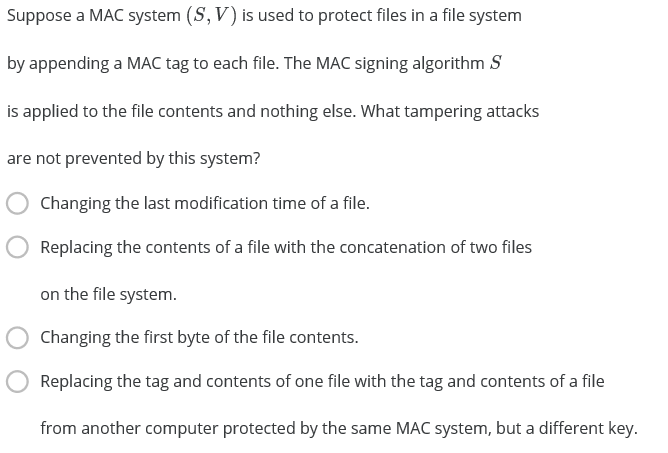 Suppose a MAC system (S, V) is used to protect files in a file system
by appending a MAC tag to each file. The MAC signing algorithm S
is applied to the file contents and nothing else. What tampering attacks
are not prevented by this system?
Changing the last modification time of a file.
Replacing the contents of a file with the concatenation of two files
on the file system.
Changing the first byte of the file contents.
Replacing the tag and contents of one file with the tag and contents of a file
from another computer protected by the same MAC system, but a different key.